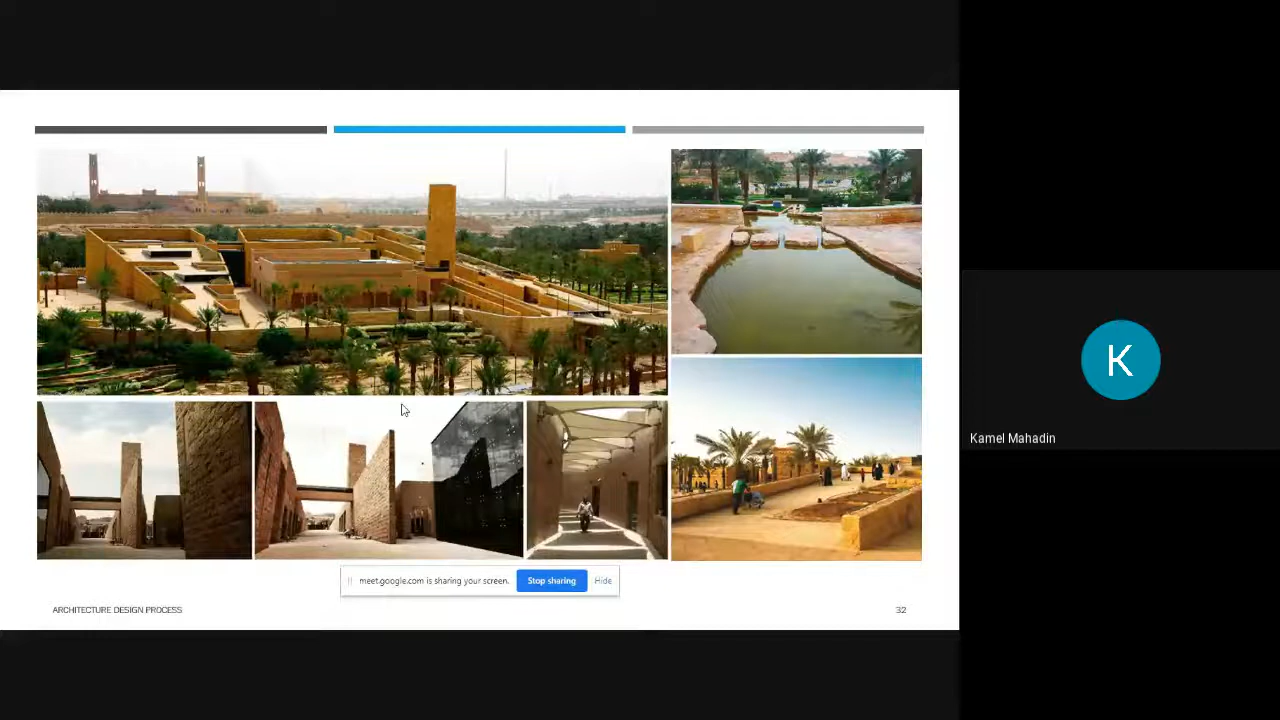 meet.google.com is sharing your screen. Stop sharing Hide
ARCHITECTURE DESIGN PROCESS 32
K
Kamel Mahadin